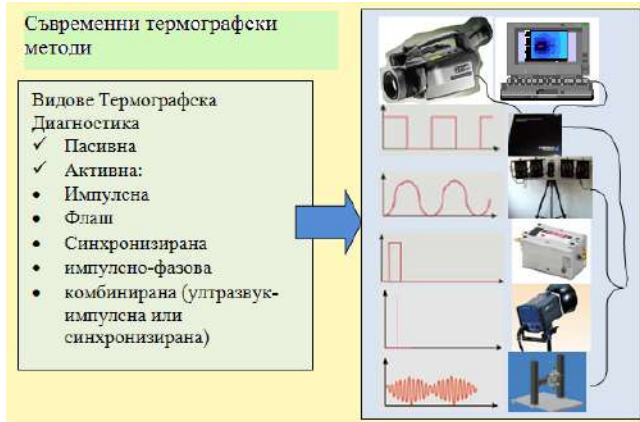 Съвременни термографски
методи
Видове Термографска
Диагностика
✓ Пасивна
✓ Активна:
• Импулсна
• Флаш
• Синхронизирана
• импулсно-фазова
• комбинирана (ултразвук-
импулсна или
синхронизирана)